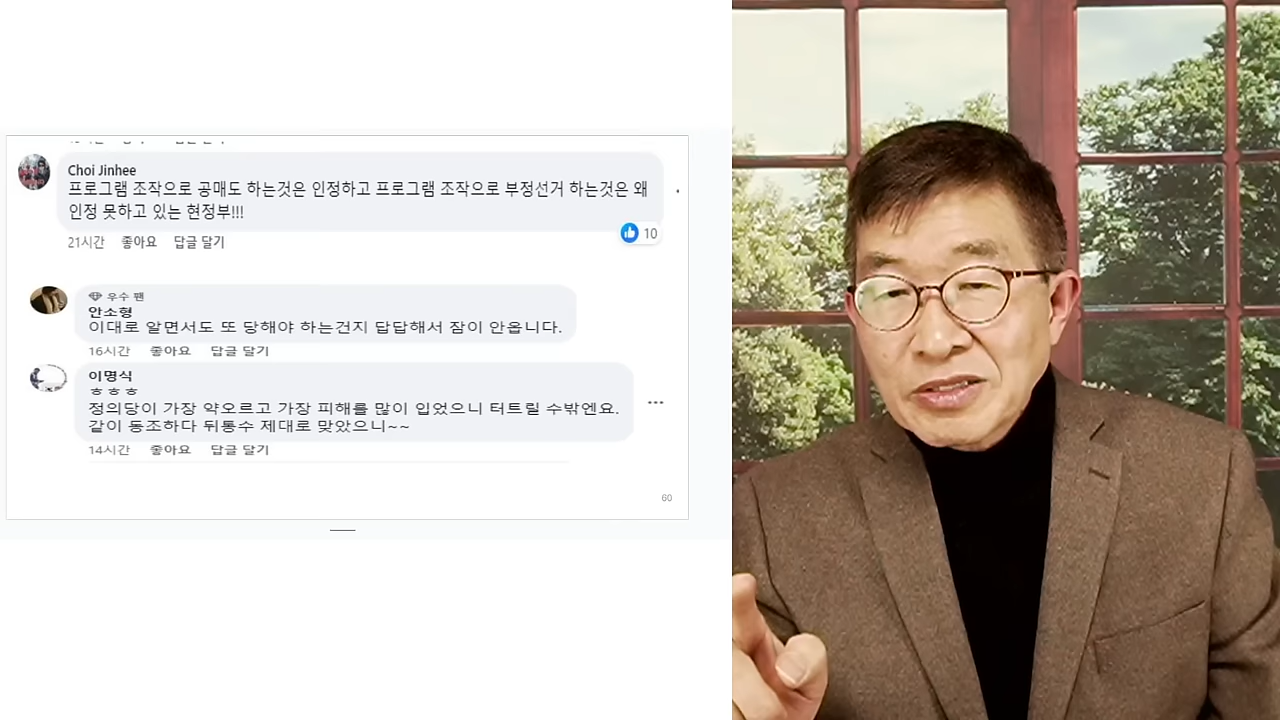 Choi Jinhee
프로그램 조작으로 공매도 하는것은 인정하고 프로그램 조작으로 부정선거 하는것은 왜
인정 못하고 있는 현정부!!!
21시간 좋아요 답글 달기
10
우수 팬
안소형
이대로 알면서도 또 당해야 하는건지 답답해서 잠이 안옵니다.
16시간 좋아요 답글 달기
이명식
ㅎㅎㅎ
정의당이 가장 약오르고 가장 피해를 많이 입었으니 터트릴 수밖엔요.
같이 동조하다 뒤통수 제대로 맞았으니~~
14시간 좋아요 답글 달기
60